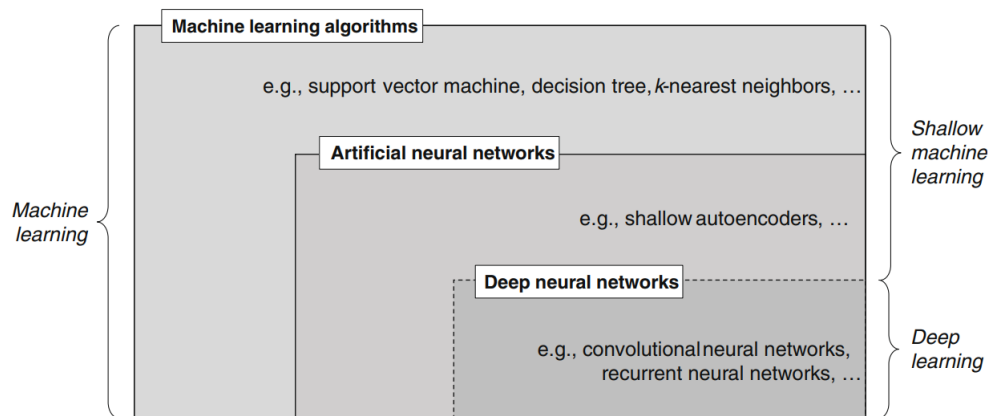 Machine learning algorithms
e.g., support vector machine, decision tree, k-nearest neighbors, …
Artificial neural networks
Shallow
machine
learning
Machine
learning
e.g., shallow autoencoders, …
Deep neural networks
e.g., convolutional neural networks,
recurrent neural networks, …
Deep
learning